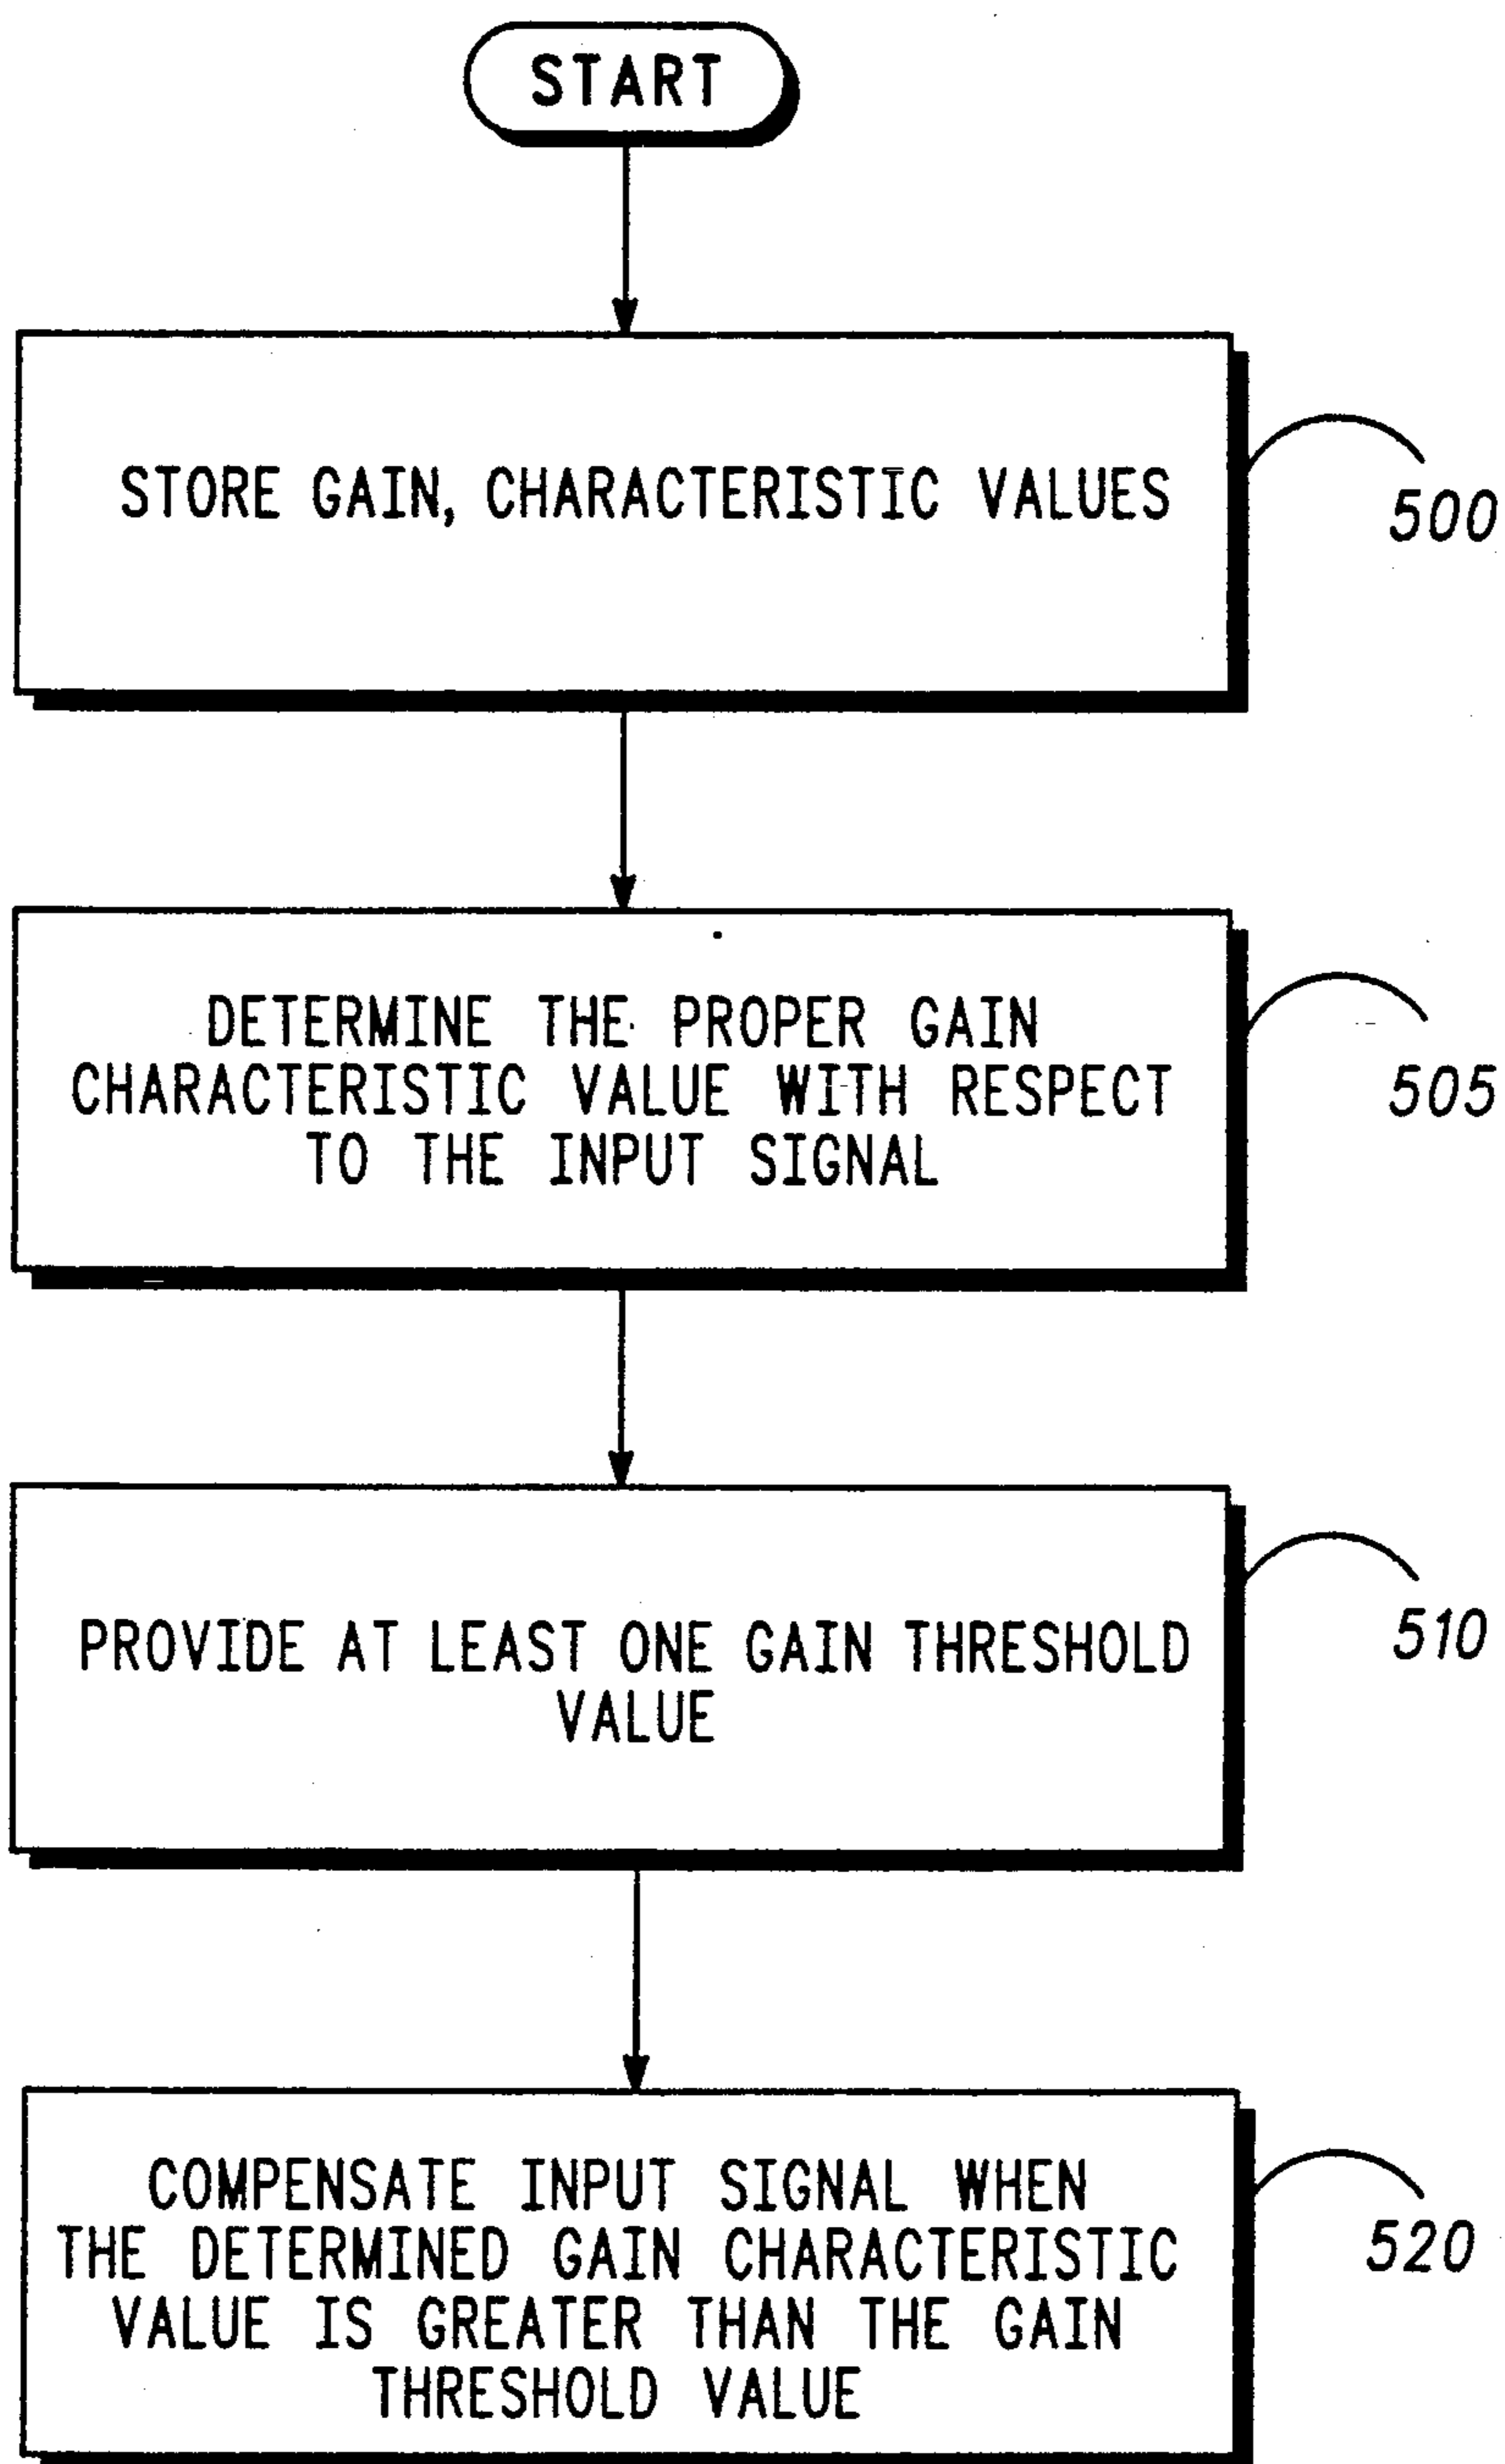 START
STORE GAIN, CHARACTERISTIC VALUES
500
DETERMINE THE PROPER GAIN
CHARACTERISTIC VALUE WITH RESPECT
TO THE INPUT SIGNAL
505
PROVIDE AT LEAST ONE GAIN THRESHOLD
VALUE
510
COMPENSATE INPUT SIGNAL WHEN
THE DETERMINED GAIN CHARACTERISTIC
VALUE IS GREATER THAN THE GAIN
THRESHOLD VALUE
520